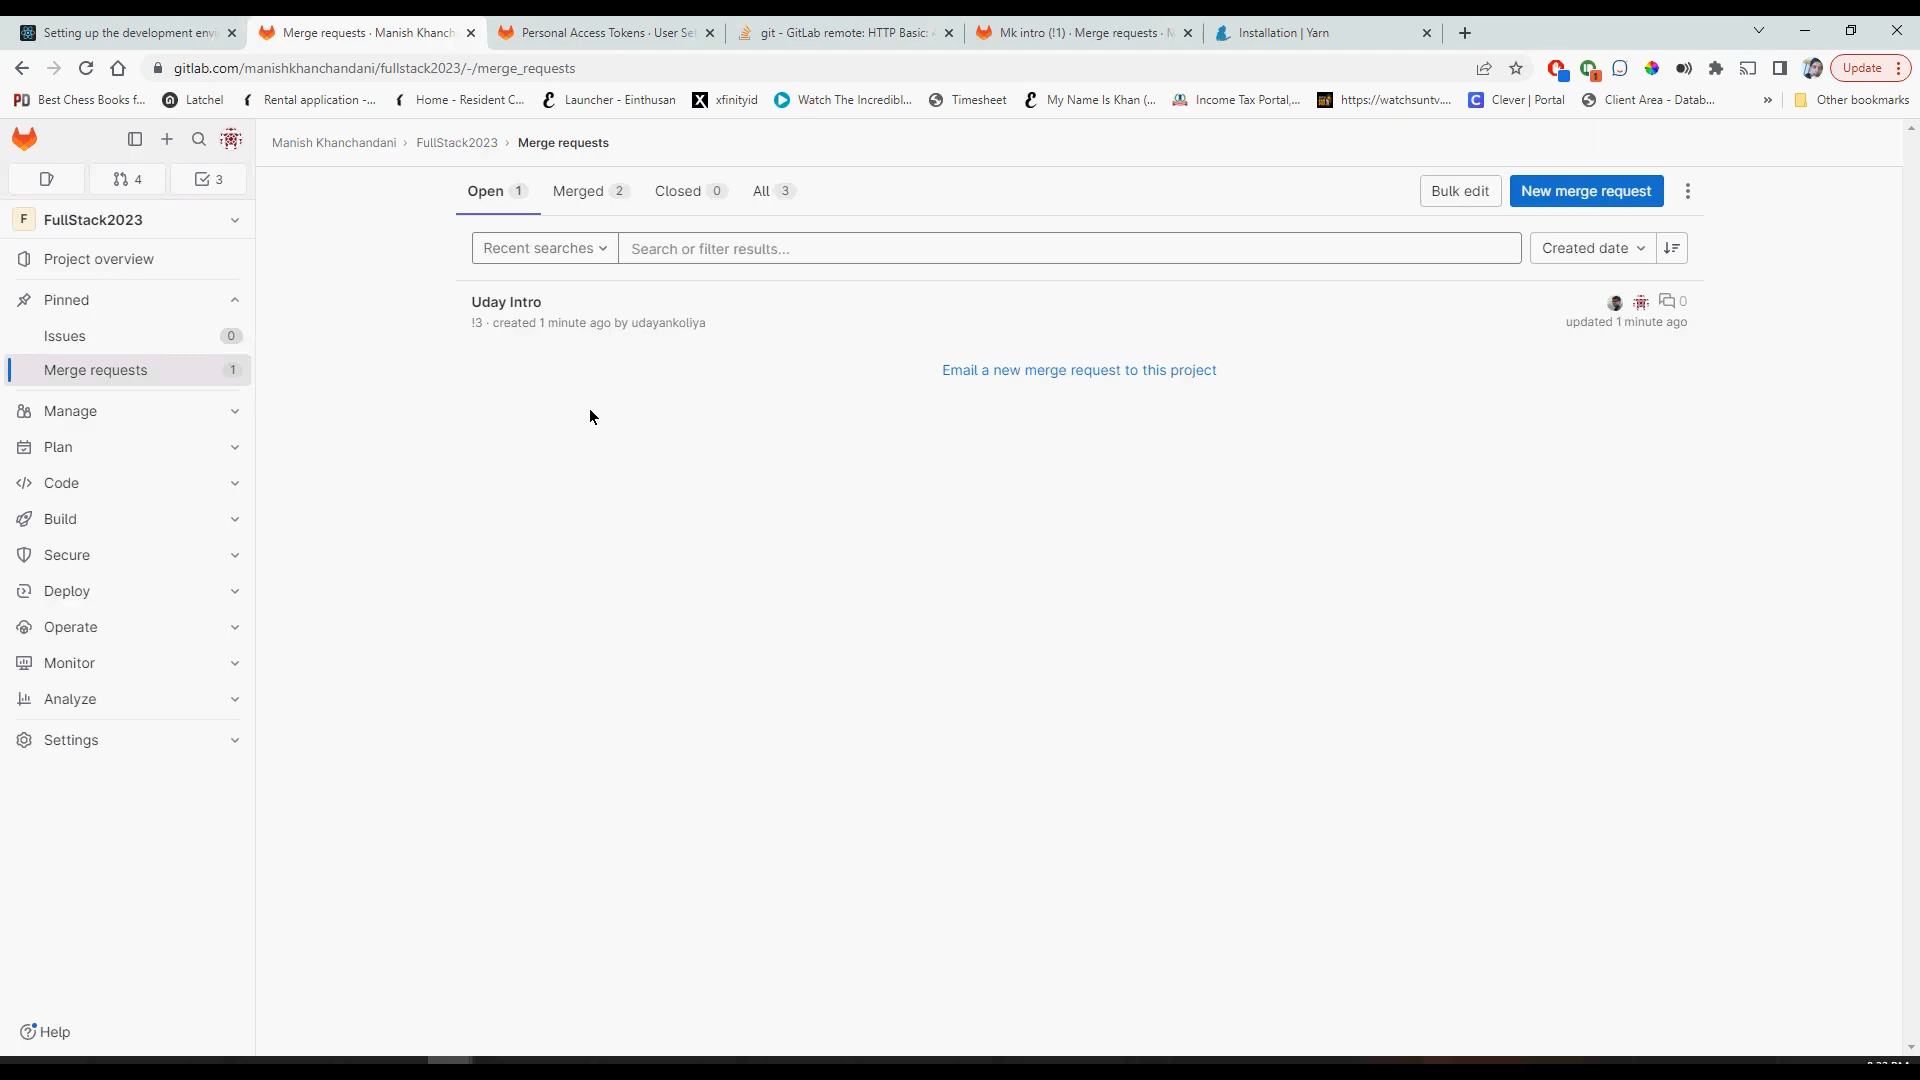 Setting up the development envi
Merge requests · Manish Khanch
Personal Access Tokens · User Se
git - GitLab remote: HTTP Basic:
Mk intro (!1) · Merge requests ·
Installation | Yarn
gitlab.com/manishkhanchandani/fullstack2023/-/merge_requests
Update
Best Chess Books f...
Latchel
Rental application -...
Home - Resident C...
Launcher - Einthusan
xfinityid
Watch The Incredibl...
Timesheet
My Name Is Khan (...
Income Tax Portal,...
https://watchsuntv....
Clever | Portal
Client Area - Datab...
»
Other bookmarks
4
3
Manish Khanchandani › FullStack2023 › Merge requests
F FullStack2023
Project overview
Pinned
Issues 0
Merge requests 1
Manage
Plan
Code
Build
Secure
Deploy
Operate
Monitor
Analyze
Settings
Help
Open 1
Merged 2
Closed 0
All 3
Bulk edit
New merge request
Recent searches
Search or filter results...
Created date
Uday Intro
0
!3 · created 1 minute ago by udayankoliya
updated 1 minute ago
Email a new merge request to this project